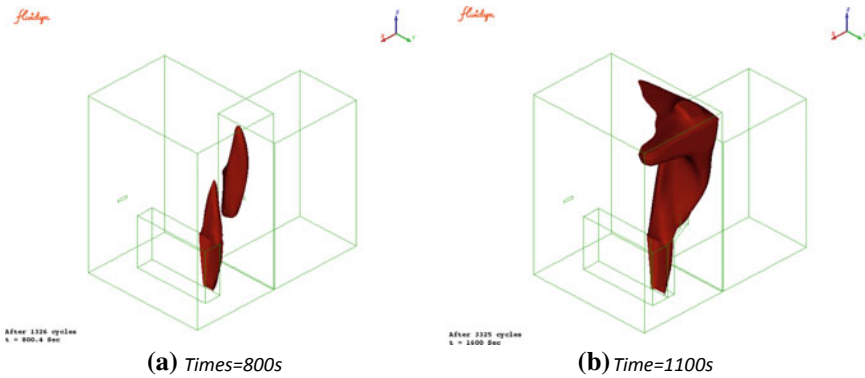 fluidyn
Z
X
Y
After 1326 cycles
t = 800.4 Sec
(a) Times=800s
fluidyn
Z
X
Y
After 3325 cycles
t = 1600 Sec
(b) Time=1100s